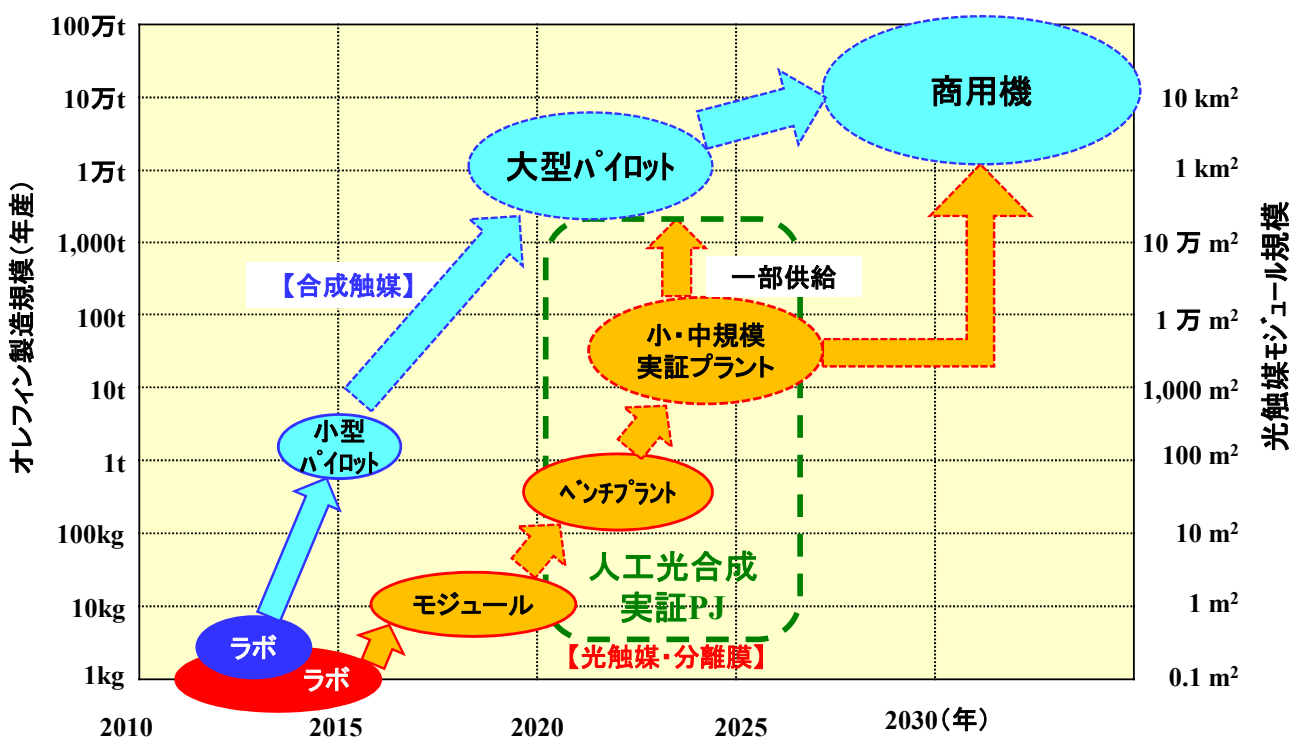 オレフィン製造規模(年産)
100万t
10万t
1万t
1,000t
100t
10t
1t
100kg
10kg
1kg
2010
2015
2020
2025
2030(年)
光触媒モジュール規模
10 km²
1 km²
10 万 m²
1 万 m²
1,000 m²
100 m²
10 m²
1 m²
0.1 m²
商用機
大型パイロット
【合成触媒】
一部供給
小・中規模
実証プラント
小型
パイロット
ベンチプラント
人工光合成
実証PJ
モジュール
【光触媒・分離膜】
ラボ
ラボ